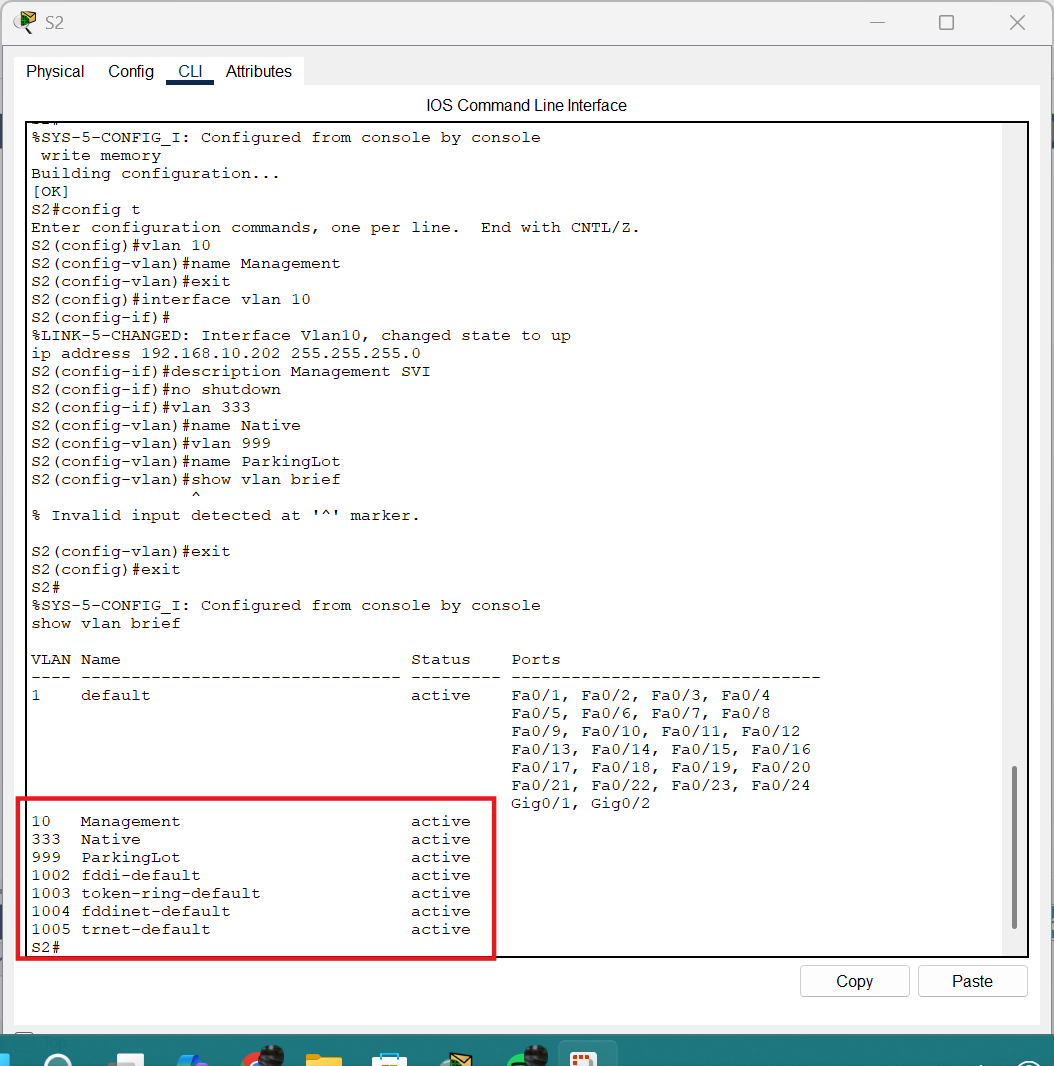 S2
Physical Config CLI Attributes
IOS Command Line Interface
%SYS-5-CONFIG_I: Configured from console by console
 write memory
Building configuration...
[OK]
S2#config t
Enter configuration commands, one per line.  End with CNTL/Z.
S2(config)#vlan 10
S2(config-vlan)#name Management
S2(config-vlan)#exit
S2(config)#interface vlan 10
S2(config-if)#
%LINK-5-CHANGED: Interface Vlan10, changed state to up
ip address 192.168.10.202 255.255.255.0
S2(config-if)#description Management SVI
S2(config-if)#no shutdown
S2(config-if)#vlan 333
S2(config-vlan)#name Native
S2(config-vlan)#vlan 999
S2(config-vlan)#name ParkingLot
S2(config-vlan)#show vlan brief
                ^
% Invalid input detected at '^' marker.
S2(config-vlan)#exit
S2(config)#exit
S2#
%SYS-5-CONFIG_I: Configured from console by console
show vlan brief
VLAN Name                             Status    Ports
---- -------------------------------- --------- -------------------------------
1    default                          active    Fa0/1, Fa0/2, Fa0/3, Fa0/4
                                                Fa0/5, Fa0/6, Fa0/7, Fa0/8
                                                Fa0/9, Fa0/10, Fa0/11, Fa0/12
                                                Fa0/13, Fa0/14, Fa0/15, Fa0/16
                                                Fa0/17, Fa0/18, Fa0/19, Fa0/20
                                                Fa0/21, Fa0/22, Fa0/23, Fa0/24
                                                Gig0/1, Gig0/2
10   Management                       active
333  Native                           active
999  ParkingLot                       active
1002 fddi-default                     active
1003 token-ring-default               active
1004 fddinet-default                  active
1005 trnet-default                    active
S2#
Copy Paste